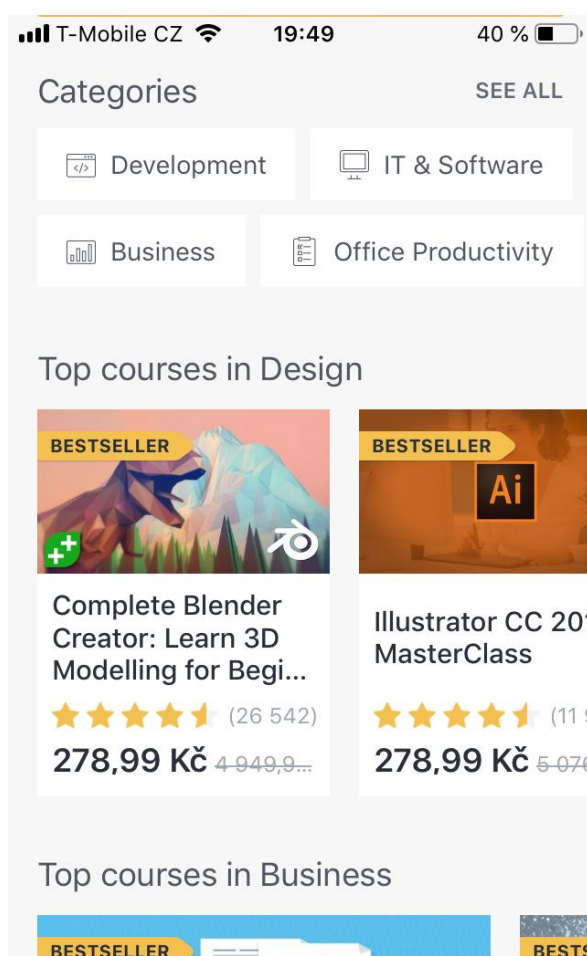 T-Mobile CZ 19:49 40 %
Categories SEE ALL
Development IT & Software
Business Office Productivity
Top courses in Design
BESTSELLER BESTSELLER
Ai
Complete Blender
Creator: Learn 3D
Modelling for Begi...
(26 542)
278,99 Kč 4 949,9...
Illustrator CC
MasterClass
(11
278,99 Kč
Top courses in Business
BESTSELLER